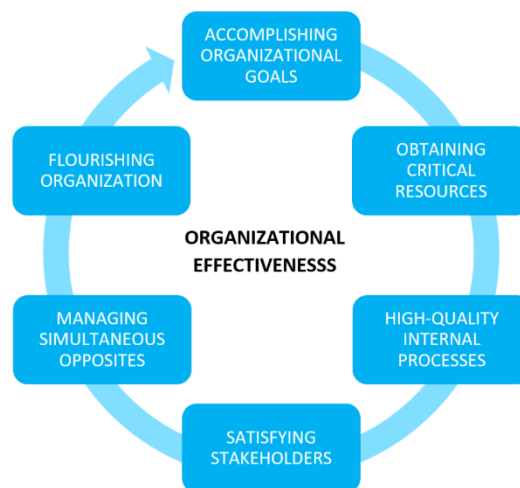 ACCOMPLISHING
ORGANIZATIONAL
GOALS
OBTAINING
CRITICAL
RESOURCES
HIGH-QUALITY
INTERNAL
PROCESSES
SATISFYING
STAKEHOLDERS
MANAGING
SIMULTANEOUS
OPPOSITES
FLOURISHING
ORGANIZATION
ORGANIZATIONAL
EFFECTIVENESSS